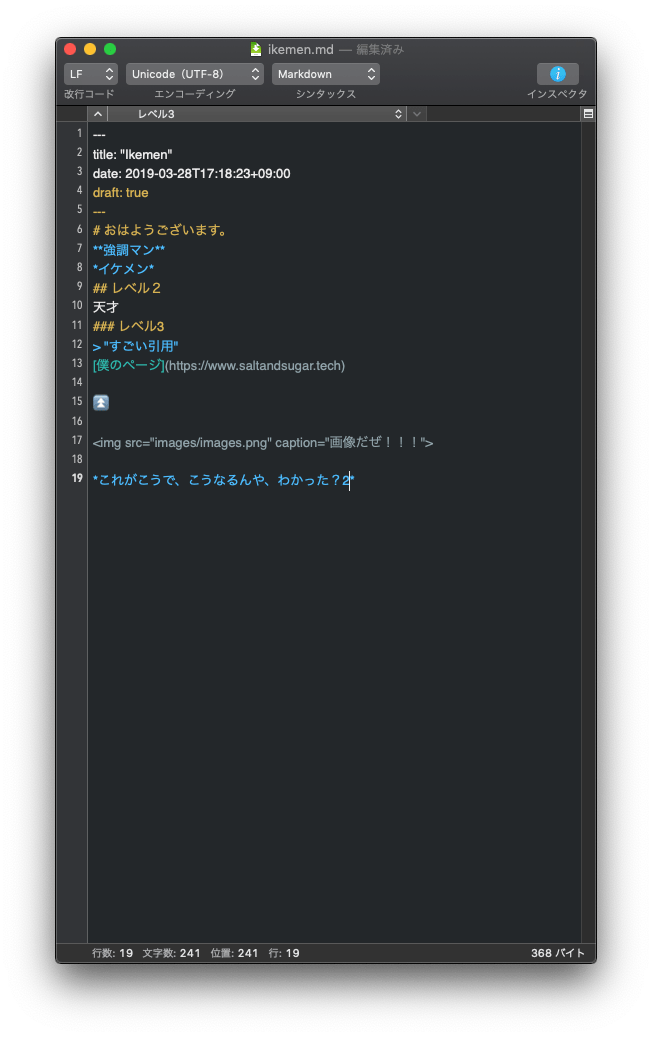 ikemen.md — 編集済み
LF Unicode（UTF-8） Markdown
改行コード エンコーディング シンタックス インスペクタ
レベル3
1 ---
2 title: "Ikemen"
3 date: 2019-03-28T17:18:23+09:00
4 draft: true
5 ---
6 # おはようございます。
7 **強調マン**
8 *イケメン*
9 ## レベル２
10 天才
11 ### レベル3
12 > "すごい引用"
13 [僕のページ](https://www.saltandsugar.tech)
14
15 ⏫
16
17 <img src="images/images.png" caption="画像だぜ！！！">
18
19 *これがこうで、こうなるんや、わかった？2*
行数: 19 文字数: 241 位置: 241 行: 19 368 バイト